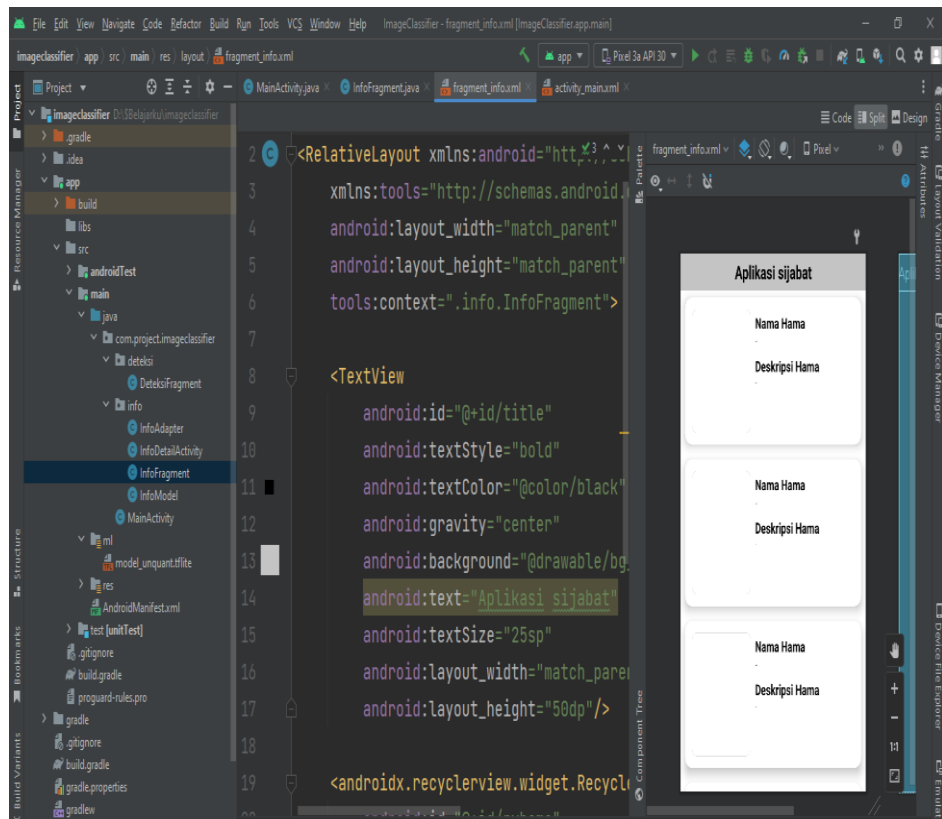 File Edit View Navigate Code Refactor Build Run Tools VCS Window Help ImageClassifier - fragment_info.xml [ImageClassifier.app.main]
imageclassifier app src main res layout fragment_info.xml
app Pixel 3a API 30
Project
MainActivity.java InfoFragment.java fragment_info.xml activity_main.xml
Code Split Design
Project
Resource Manager
Structure
Bookmarks
Build Variants
imageclassifier D:\SBelajarku\imageclassifier
.gradle
.idea
app
build
libs
src
androidTest
main
java
com.project.imageclassifier
deteksi
DeteksiFragment
info
InfoAdapter
InfoDetailActivity
InfoFragment
InfoModel
MainActivity
ml
model_unquant.tflite
res
AndroidManifest.xml
test [unitTest]
.gitignore
build.gradle
proguard-rules.pro
gradle
.gitignore
build.gradle
gradle.properties
gradlew
3
2 <RelativeLayout xmlns:android="htt
3 xmlns:tools="http://schemas.android.
4 android:layout_width="match_parent"
5 android:layout_height="match_parent"
6 tools:context=".info.InfoFragment">
7
8 <TextView
9 android:id="@+id/title"
10 android:textStyle="bold"
11 android:textColor="@color/black"
12 android:gravity="center"
13 android:background="@drawable/bg
14 android:text="Aplikasi sijabat"
15 android:textSize="25sp"
16 android:layout_width="match_paren
17 android:layout_height="50dp"/>
18
19 <androidx.recyclerview.widget.Recycl
Palette
Component Tree
fragment_info.xml Pixel
Aplikasi sijabat
Nama Hama
-
Deskripsi Hama
-
Nama Hama
-
Deskripsi Hama
-
Nama Hama
-
Deskripsi Hama
-
1:1
Attributes
Gradle
Layout Validation
Device Manager
Device File Explorer
Emulat